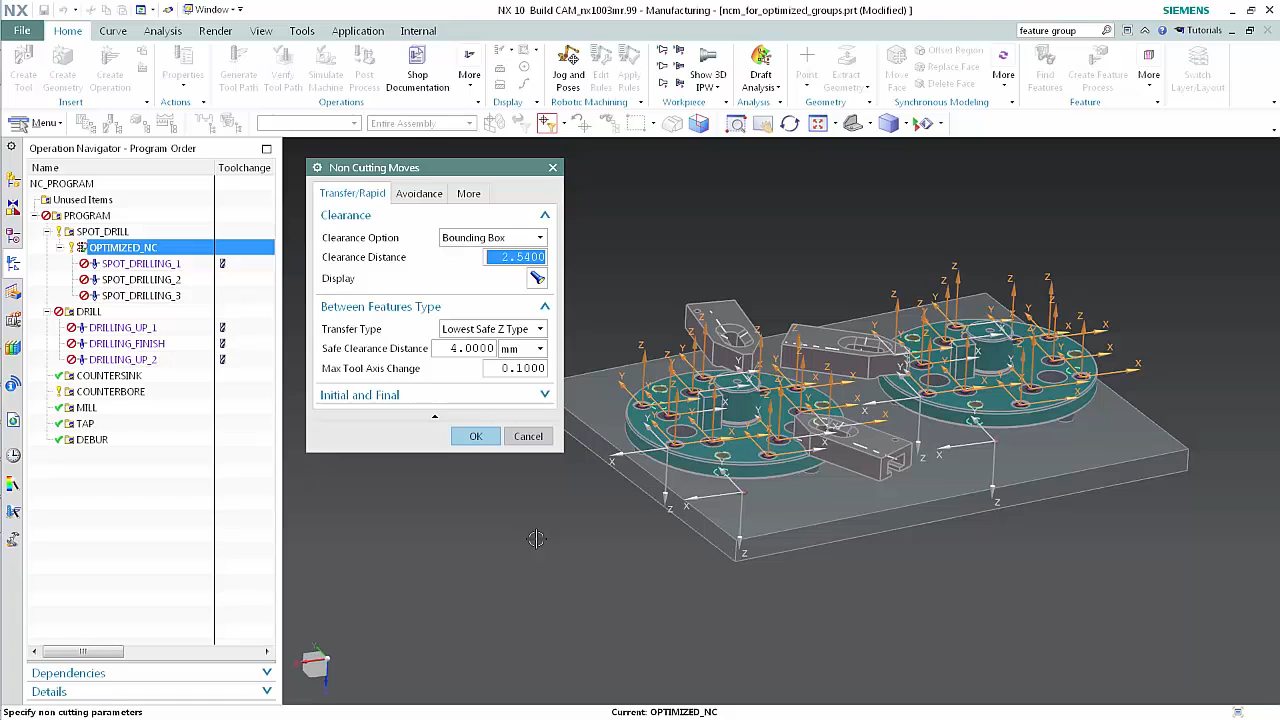 NX
Window
NX 10 Build CAM_nx1003mr.99 - Manufacturing - [ncm_for_optimized_groups.prt (Modified) ]
SIEMENS
File
Home
Curve
Analysis
Render
View
Tools
Application
Internal
feature group
Tutorials
Create Tool
Create Geometry
Create Operation
Properties
Generate Tool Path
Verify Tool Path
Simulate Machine
Post Process
Shop Documentation
More
Jog and Poses
Edit Rules
Apply Rules
Show 3D IPW
Draft Analysis
Point
Extract Geometry
Move Face
Offset Region
Replace Face
Delete Face
More
Find Features
Create Feature Process
More
Switch Layer/Layout
Insert
Actions
Operations
Display
Robotic Machining
Workpiece
Analysis
Geometry
Synchronous Modeling
Feature
Menu
Entire Assembly
Operation Navigator - Program Order
Name
Toolchange
NC_PROGRAM
Unused Items
PROGRAM
SPOT_DRILL
OPTIMIZED_NC
SPOT_DRILLING_1
SPOT_DRILLING_2
SPOT_DRILLING_3
DRILL
DRILLING_UP_1
DRILLING_FINISH
DRILLING_UP_2
COUNTERSINK
COUNTERBORE
MILL
TAP
DEBUR
Dependencies
Details
Non Cutting Moves
Transfer/Rapid
Avoidance
More
Clearance
Clearance Option
Bounding Box
Clearance Distance
2.5400
Display
Between Features Type
Transfer Type
Lowest Safe Z Type
Safe Clearance Distance
4.0000
mm
Max Tool Axis Change
0.1000
Initial and Final
OK
Cancel
Specify non cutting parameters
Current: OPTIMIZED_NC